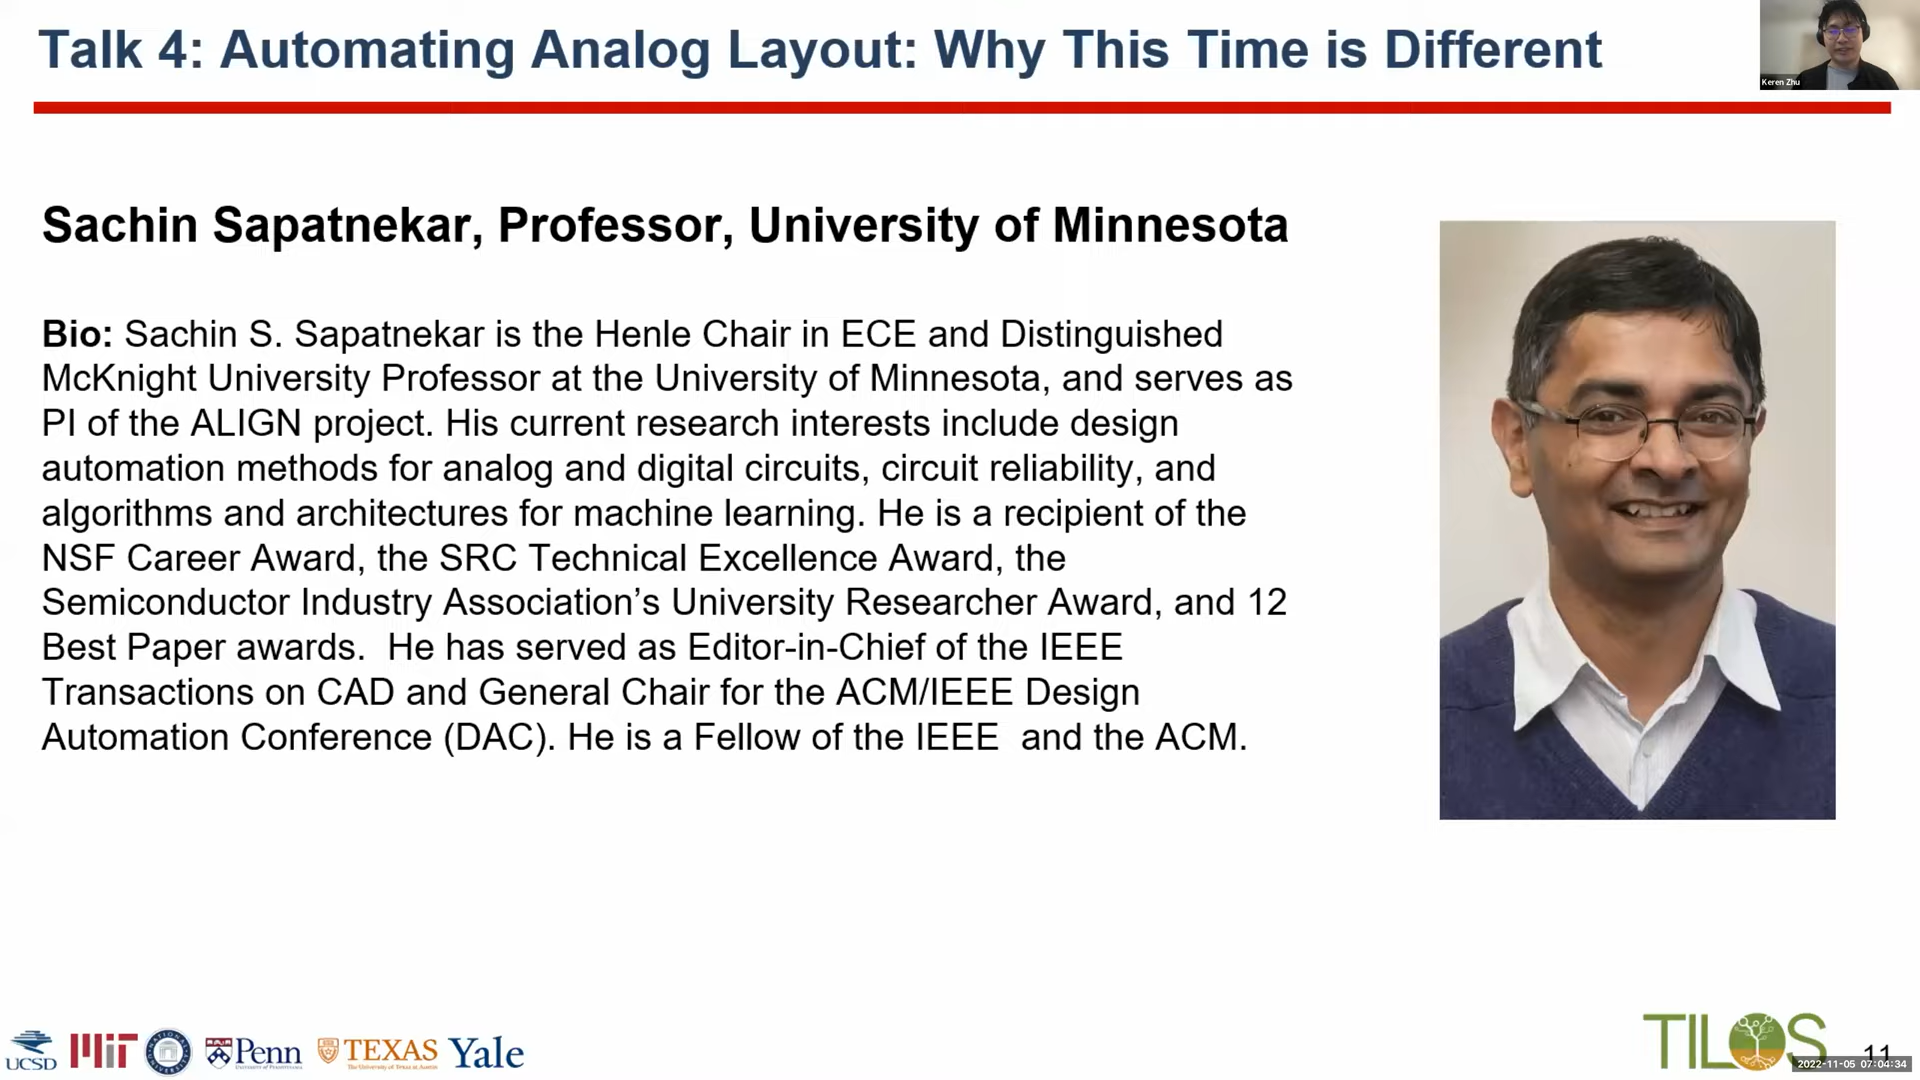 Talk 4: Automating Analog Layout: Why This Time is Different
Keren Zhu
Sachin Sapatnekar, Professor, University of Minnesota
Bio: Sachin S. Sapatnekar is the Henle Chair in ECE and Distinguished
McKnight University Professor at the University of Minnesota, and serves as
PI of the ALIGN project. His current research interests include design
automation methods for analog and digital circuits, circuit reliability, and
algorithms and architectures for machine learning. He is a recipient of the
NSF Career Award, the SRC Technical Excellence Award, the
Semiconductor Industry Association’s University Researcher Award, and 12
Best Paper awards.  He has served as Editor-in-Chief of the IEEE
Transactions on CAD and General Chair for the ACM/IEEE Design
Automation Conference (DAC). He is a Fellow of the IEEE  and the ACM.
UCSD
MIT
Penn
TEXAS
The University of Texas at Austin
Yale
TILOS
11
2022-11-05 07:04:34